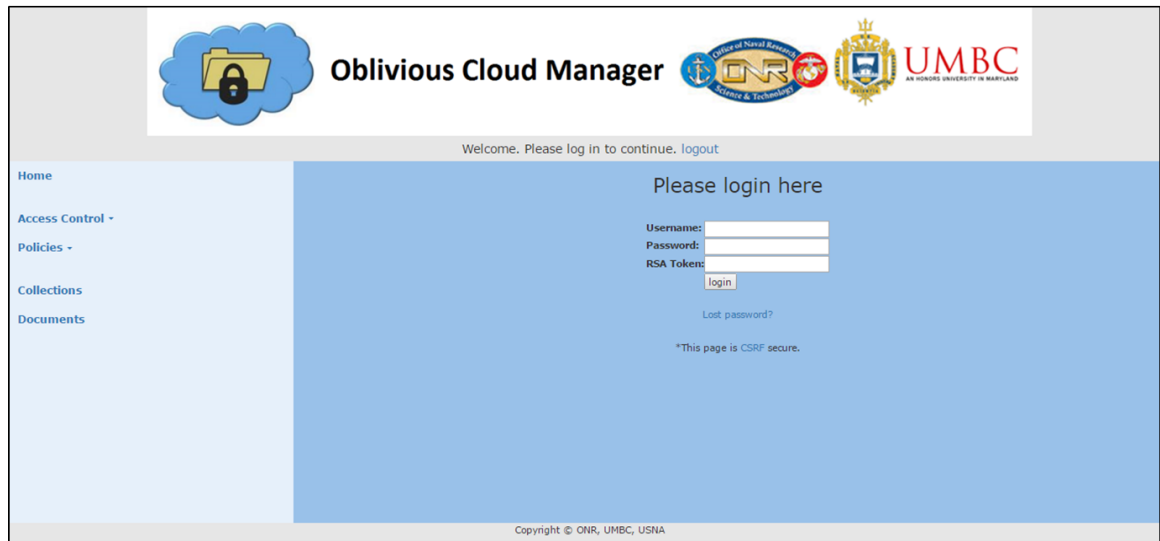 Oblivious Cloud Manager
Office of Naval Research
ONR
Science & Technology
UMBC
AN HONORS UNIVERSITY IN MARYLAND
Welcome. Please log in to continue. logout
Home
Access Control
Policies
Collections
Documents
Please login here
Username:
Password:
RSA Token:
login
Lost password?
*This page is CSRF secure.
Copyright © ONR, UMBC, USNA